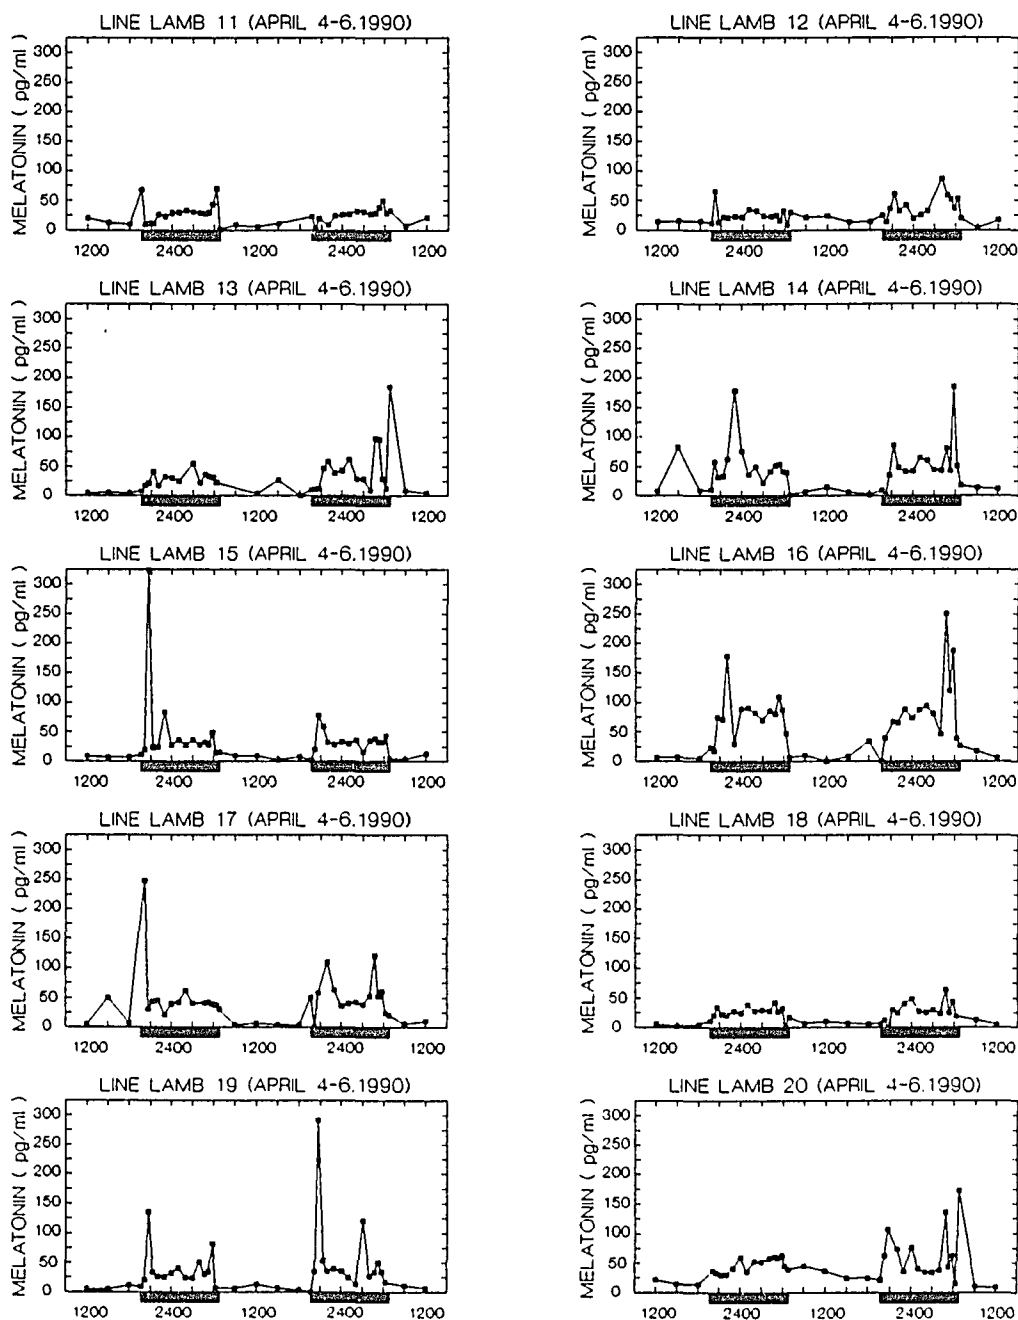 LINE LAMB 11 (APRIL 4-6.1990)
MELATONIN ( pg/ml )
300
250
200
150
100
50
0
1200 2400 1200 2400 1200
LINE LAMB 12 (APRIL 4-6.1990)
MELATONIN ( pg/ml )
300
250
200
150
100
50
0
1200 2400 1200 2400 1200
LINE LAMB 13 (APRIL 4-6.1990)
MELATONIN ( pg/ml )
300
250
200
150
100
50
0
1200 2400 1200 2400 1200
LINE LAMB 14 (APRIL 4-6.1990)
MELATONIN ( pg/ml )
300
250
200
150
100
50
0
1200 2400 1200 2400 1200
LINE LAMB 15 (APRIL 4-6.1990)
MELATONIN ( pg/ml )
300
250
200
150
100
50
0
1200 2400 1200 2400 1200
LINE LAMB 16 (APRIL 4-6.1990)
MELATONIN ( pg/ml )
300
250
200
150
100
50
0
1200 2400 1200 2400 1200
LINE LAMB 17 (APRIL 4-6.1990)
MELATONIN ( pg/ml )
300
250
200
150
100
50
0
1200 2400 1200 2400 1200
LINE LAMB 18 (APRIL 4-6.1990)
MELATONIN ( pg/ml )
300
250
200
150
100
50
0
1200 2400 1200 2400 1200
LINE LAMB 19 (APRIL 4-6.1990)
MELATONIN ( pg/ml )
300
250
200
150
100
50
0
1200 2400 1200 2400 1200
LINE LAMB 20 (APRIL 4-6.1990)
MELATONIN ( pg/ml )
300
250
200
150
100
50
0
1200 2400 1200 2400 1200